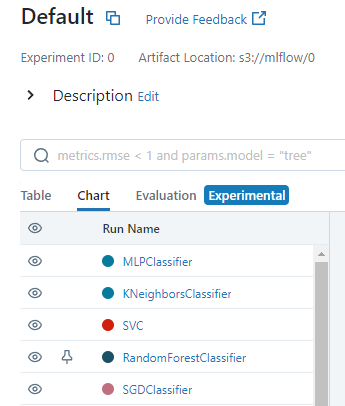 Default Provide Feedback
Experiment ID: 0 Artifact Location: s3://mlflow/0
Description Edit
metrics.rmse < 1 and params.model = "tree"
Table Chart Evaluation Experimental
Run Name
MLPClassifier
KNeighborsClassifier
SVC
RandomForestClassifier
SGDClassifier